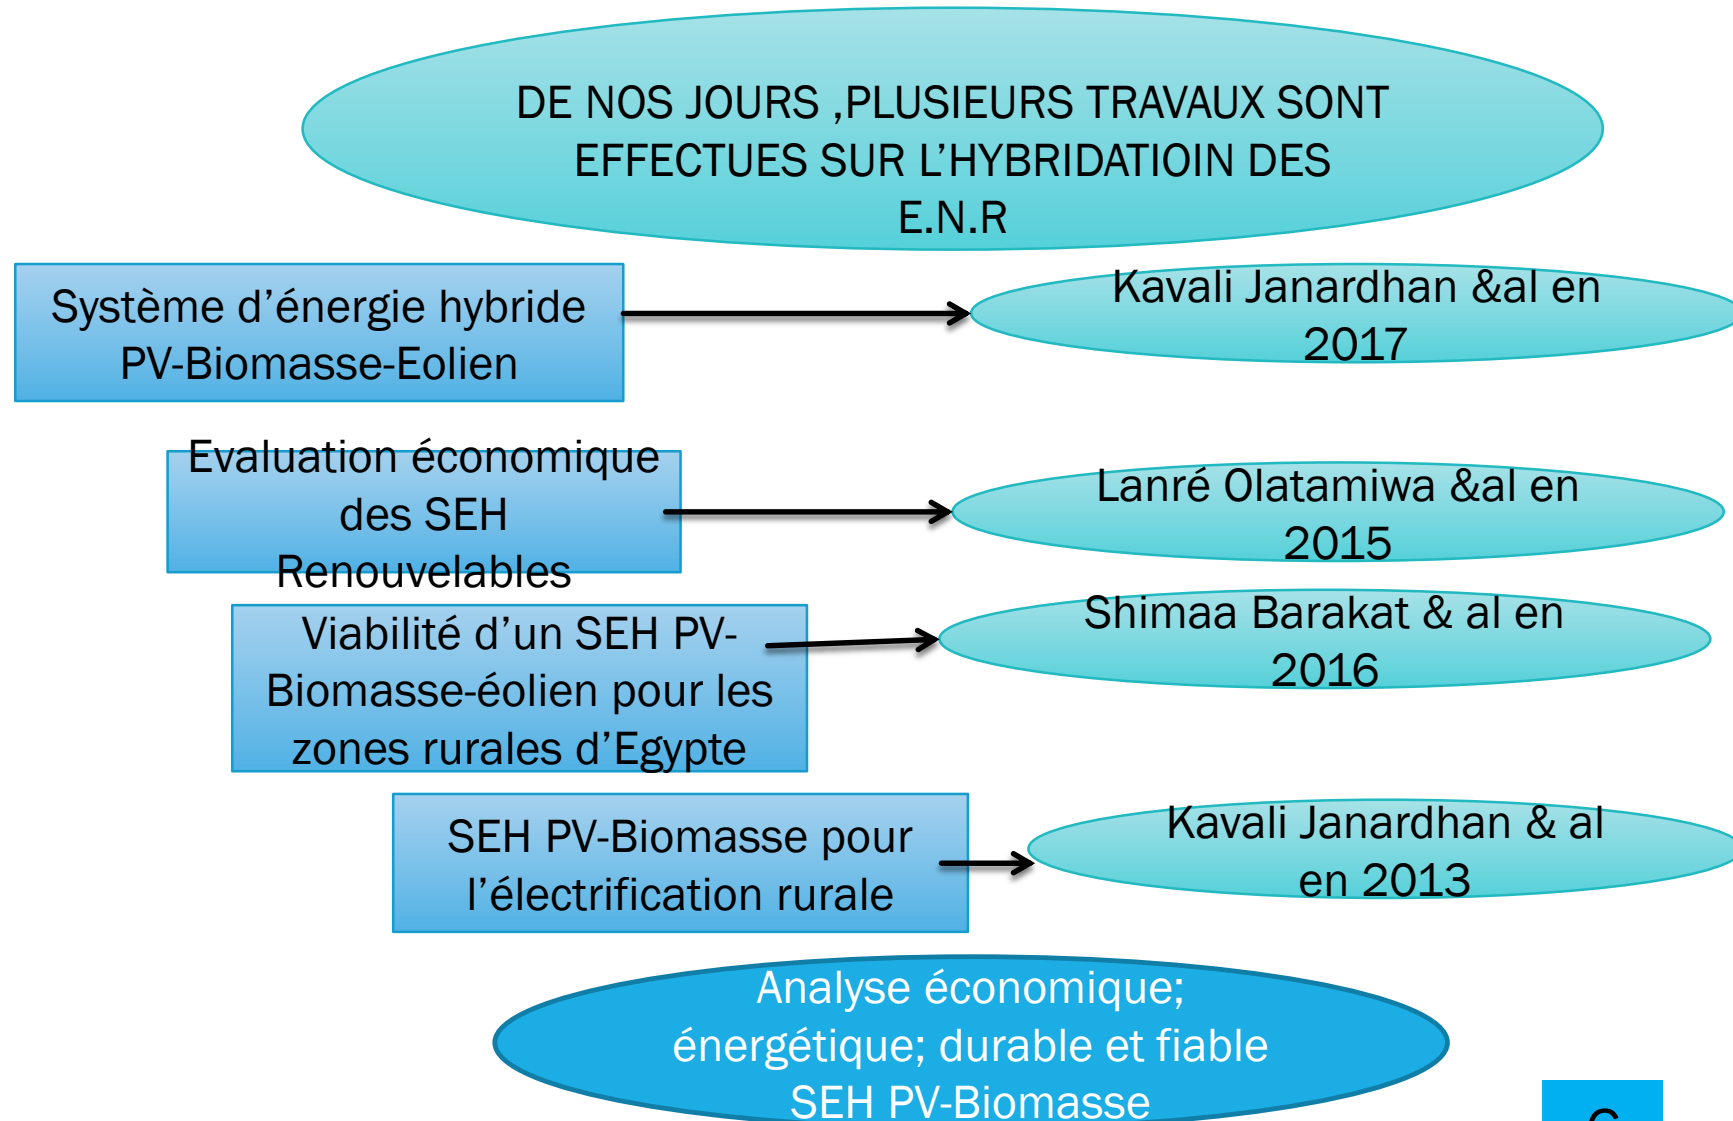 DE NOS JOURS ,PLUSIEURS TRAVAUX SONT
EFFECTUES SUR L’HYBRIDATIOIN DES
E.N.R
Système d’énergie hybride
PV-Biomasse-Eolien
Kavali Janardhan &al en
2017
Evaluation économique
des SEH
Renouvelables
Lanré Olatamiwa &al en
2015
Viabilité d’un SEH PV-
Biomasse-éolien pour les
zones rurales d’Egypte
Shimaa Barakat & al en
2016
SEH PV-Biomasse pour
l’électrification rurale
Kavali Janardhan & al
en 2013
Analyse économique;
énergétique; durable et fiable
SEH PV-Biomasse